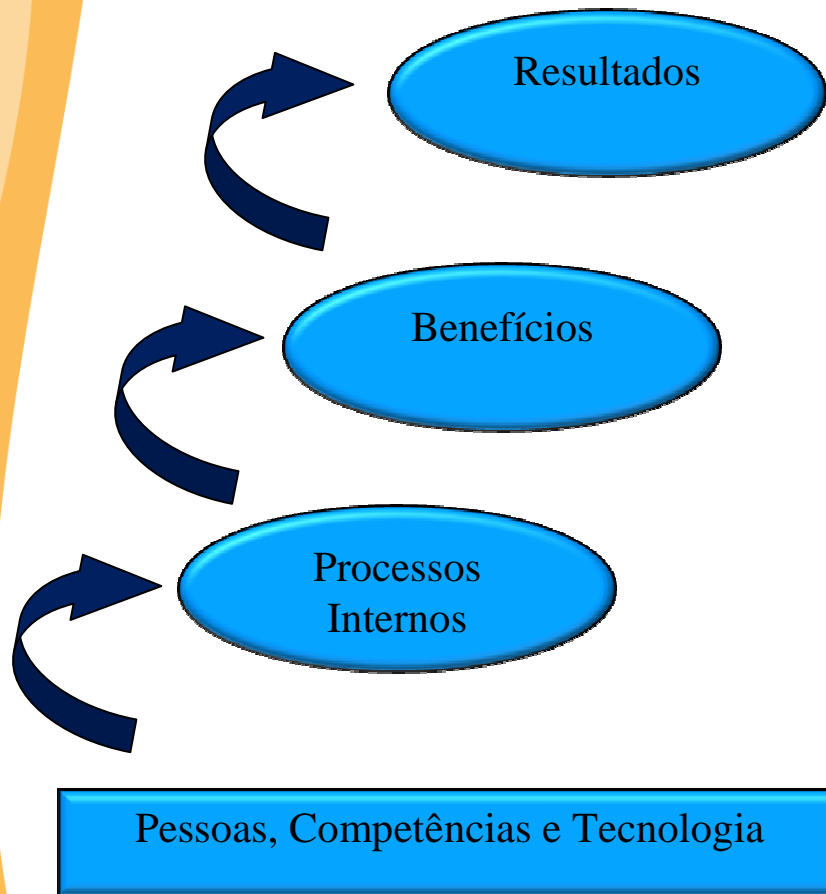 Resultados
Benefícios
Processos
Internos
Pessoas, Competências e Tecnologia